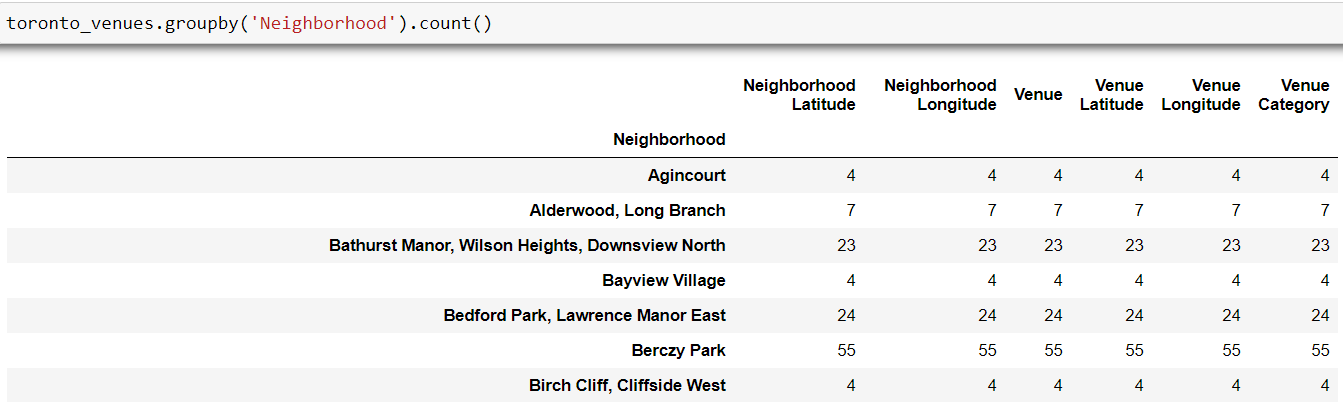 toronto_venues.groupby('Neighborhood').count()
Neighborhood Latitude Neighborhood Longitude Venue Venue Latitude Venue Longitude Venue Category
Neighborhood
Agincourt 4 4 4 4 4 4
Alderwood, Long Branch 7 7 7 7 7 7
Bathurst Manor, Wilson Heights, Downsview North 23 23 23 23 23 23
Bayview Village 4 4 4 4 4 4
Bedford Park, Lawrence Manor East 24 24 24 24 24 24
Berczy Park 55 55 55 55 55 55
Birch Cliff, Cliffside West 4 4 4 4 4 4